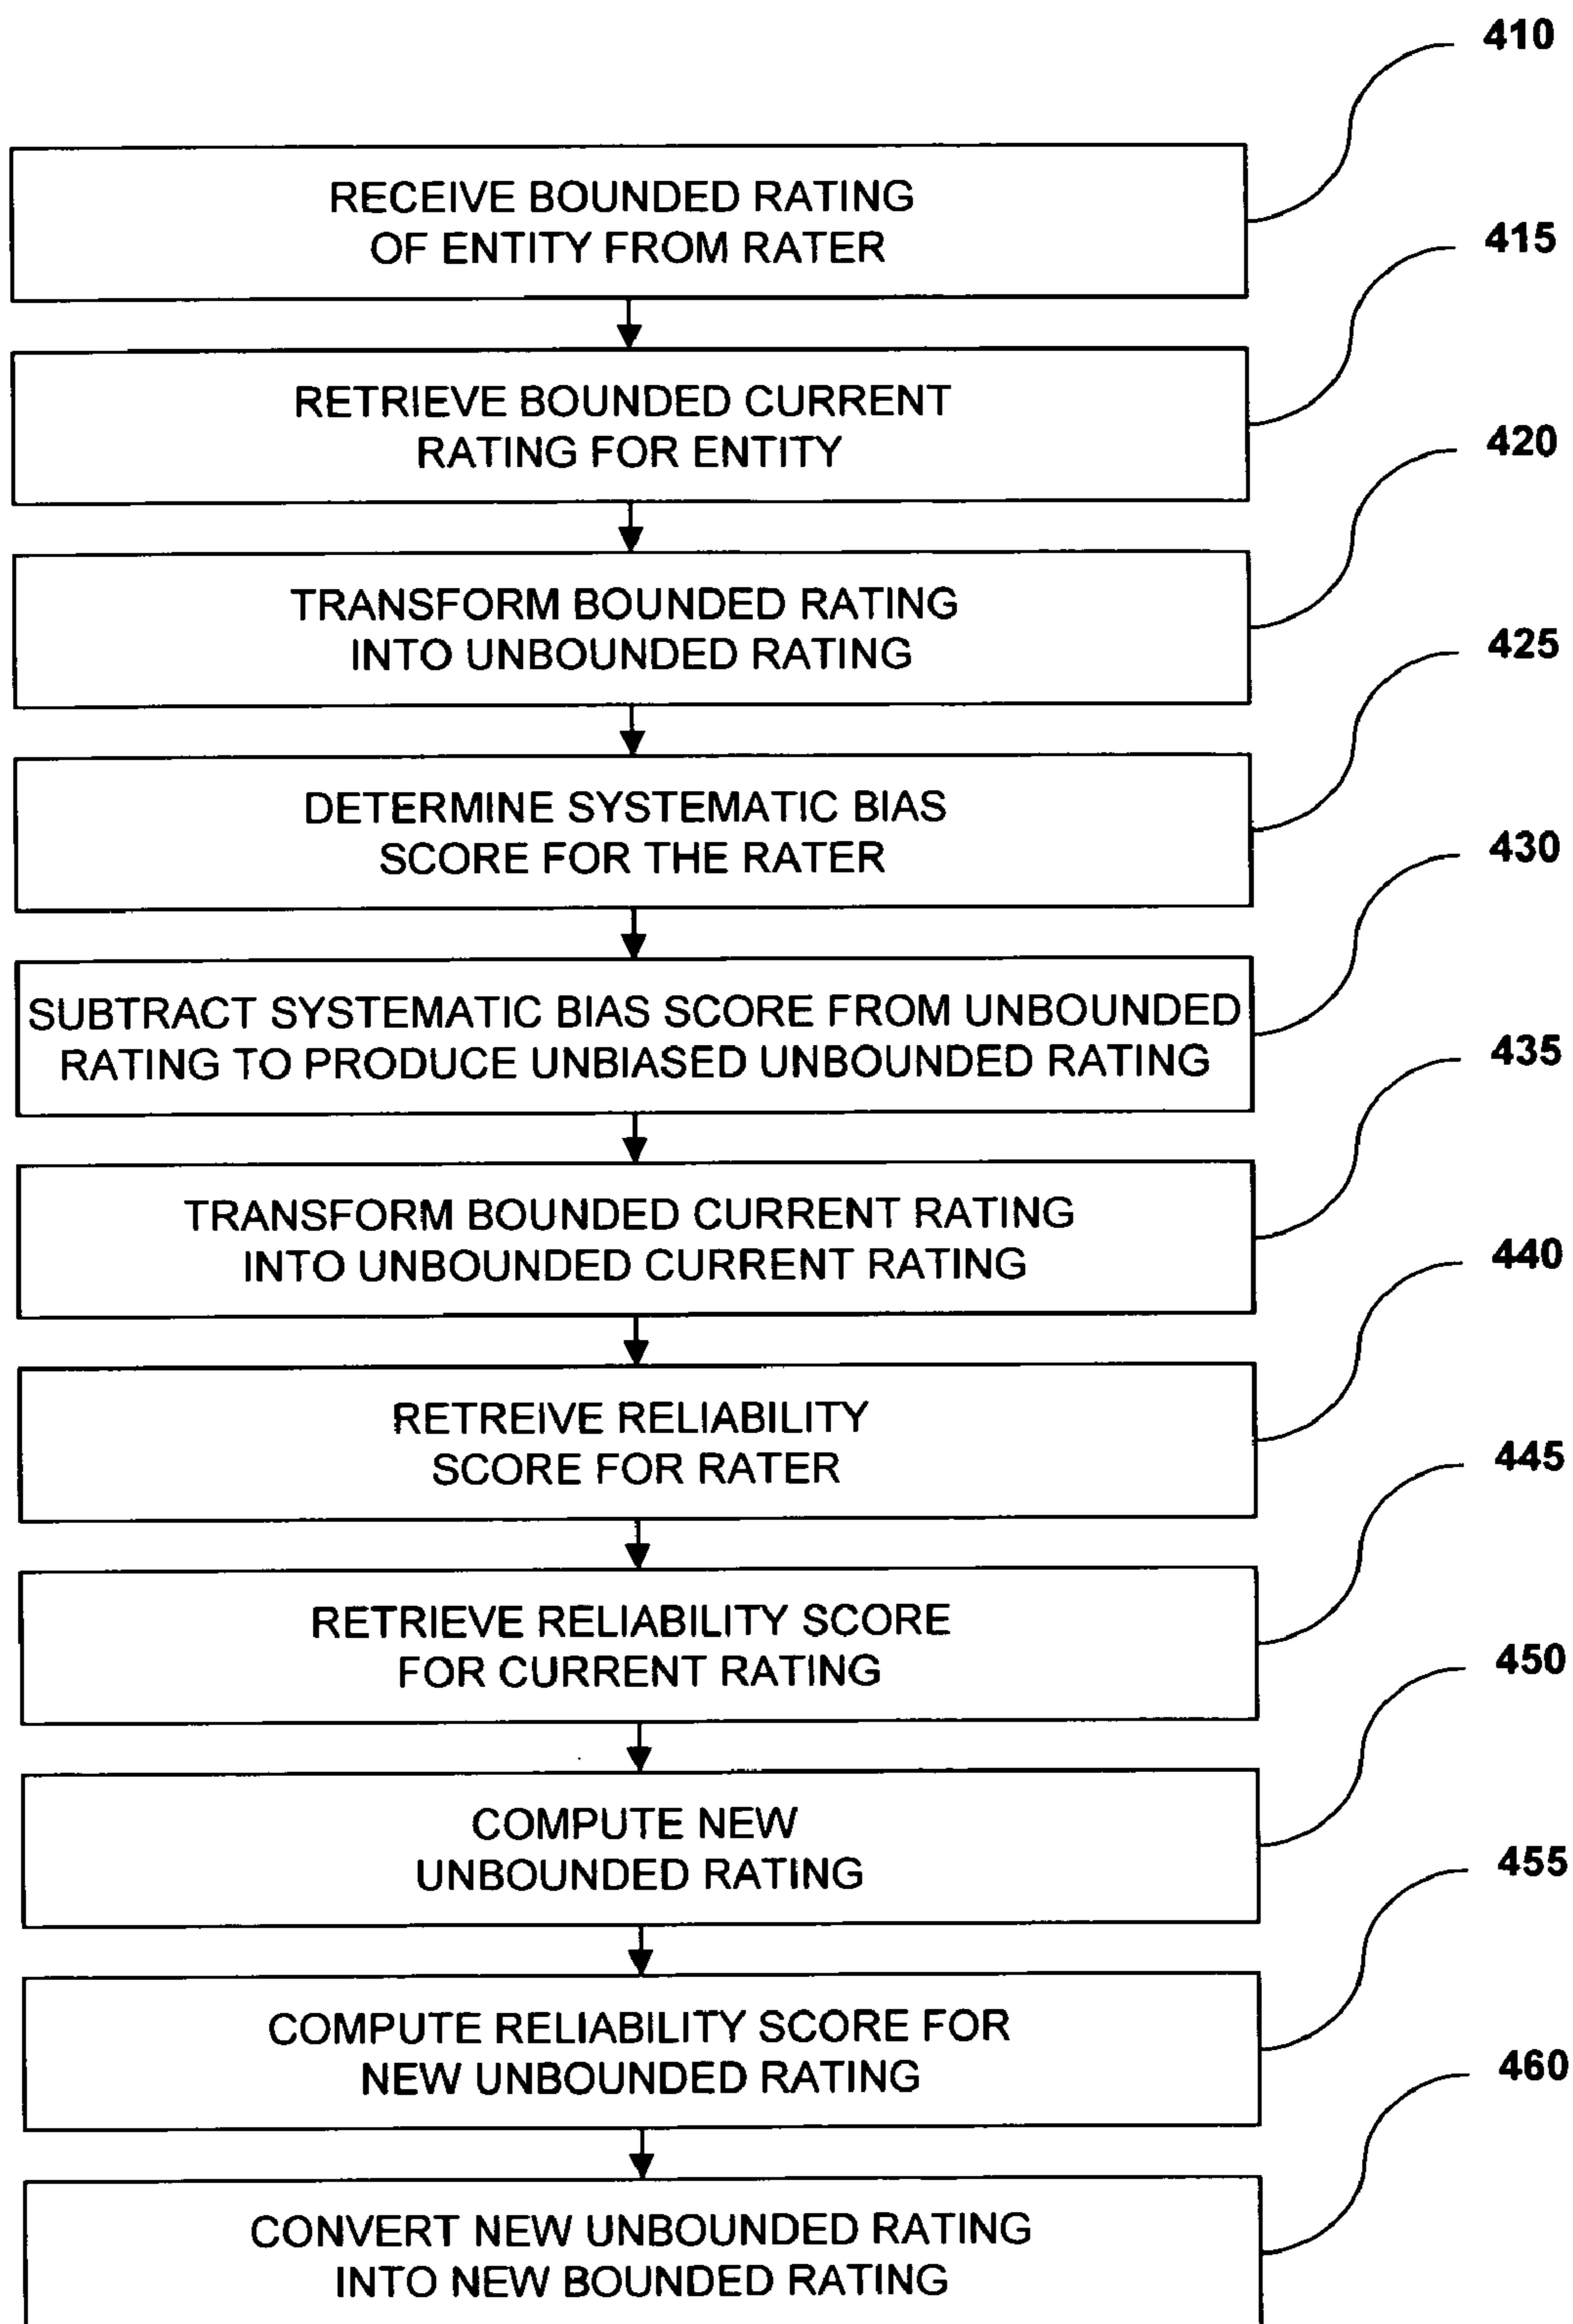 410
RECEIVE BOUNDED RATING
OF ENTITY FROM RATER
415
RETRIEVE BOUNDED CURRENT
RATING FOR ENTITY
420
TRANSFORM BOUNDED RATING
INTO UNBOUNDED RATING
425
DETERMINE SYSTEMATIC BIAS
SCORE FOR THE RATER
430
SUBTRACT SYSTEMATIC BIAS SCORE FROM UNBOUNDED
RATING TO PRODUCE UNBIASED UNBOUNDED RATING
435
TRANSFORM BOUNDED CURRENT RATING
INTO UNBOUNDED CURRENT RATING
440
RETREIVE RELIABILITY
SCORE FOR RATER
445
RETRIEVE RELIABILITY SCORE
FOR CURRENT RATING
450
COMPUTE NEW
UNBOUNDED RATING
455
COMPUTE RELIABILITY SCORE FOR
NEW UNBOUNDED RATING
460
CONVERT NEW UNBOUNDED RATING
INTO NEW BOUNDED RATING